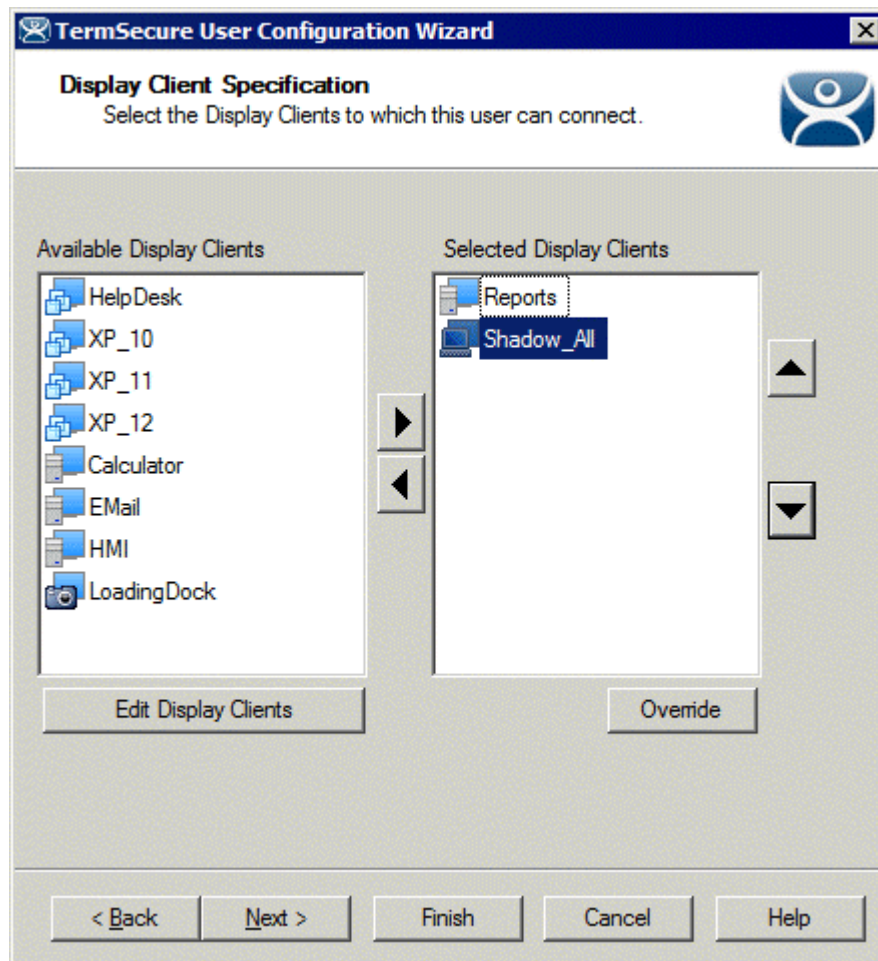 TermSecure User Configuration Wizard
Display Client Specification
Select the Display Clients to which this user can connect.
Available Display Clients
HelpDesk
XP_10
XP_11
XP_12
Calculator
EMail
HMI
LoadingDock
Edit Display Clients
Selected Display Clients
Reports
Shadow_All
Override
< Back
Next >
Finish
Cancel
Help